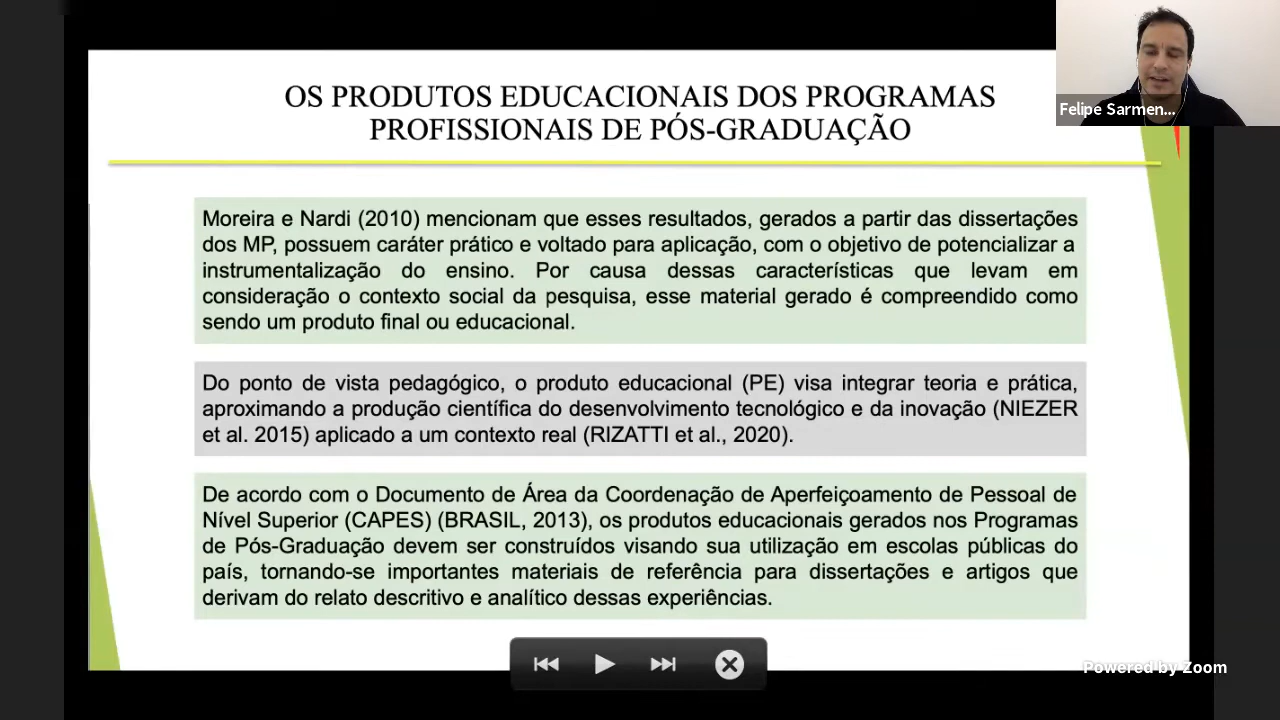 OS PRODUTOS EDUCACIONAIS DOS PROGRAMAS
PROFISSIONAIS DE PÓS-GRADUAÇÃO
Felipe Sarmen...
Moreira e Nardi (2010) mencionam que esses resultados, gerados a partir das dissertações
dos MP, possuem caráter prático e voltado para aplicação, com o objetivo de potencializar a
instrumentalização do ensino. Por causa dessas características que levam em
consideração o contexto social da pesquisa, esse material gerado é compreendido como
sendo um produto final ou educacional.
Do ponto de vista pedagógico, o produto educacional (PE) visa integrar teoria e prática,
aproximando a produção científica do desenvolvimento tecnológico e da inovação (NIEZER
et al. 2015) aplicado a um contexto real (RIZATTI et al., 2020).
De acordo com o Documento de Área da Coordenação de Aperfeiçoamento de Pessoal de
Nível Superior (CAPES) (BRASIL, 2013), os produtos educacionais gerados nos Programas
de Pós-Graduação devem ser construídos visando sua utilização em escolas públicas do
país, tornando-se importantes materiais de referência para dissertações e artigos que
derivam do relato descritivo e analítico dessas experiências.
Powered by Zoom